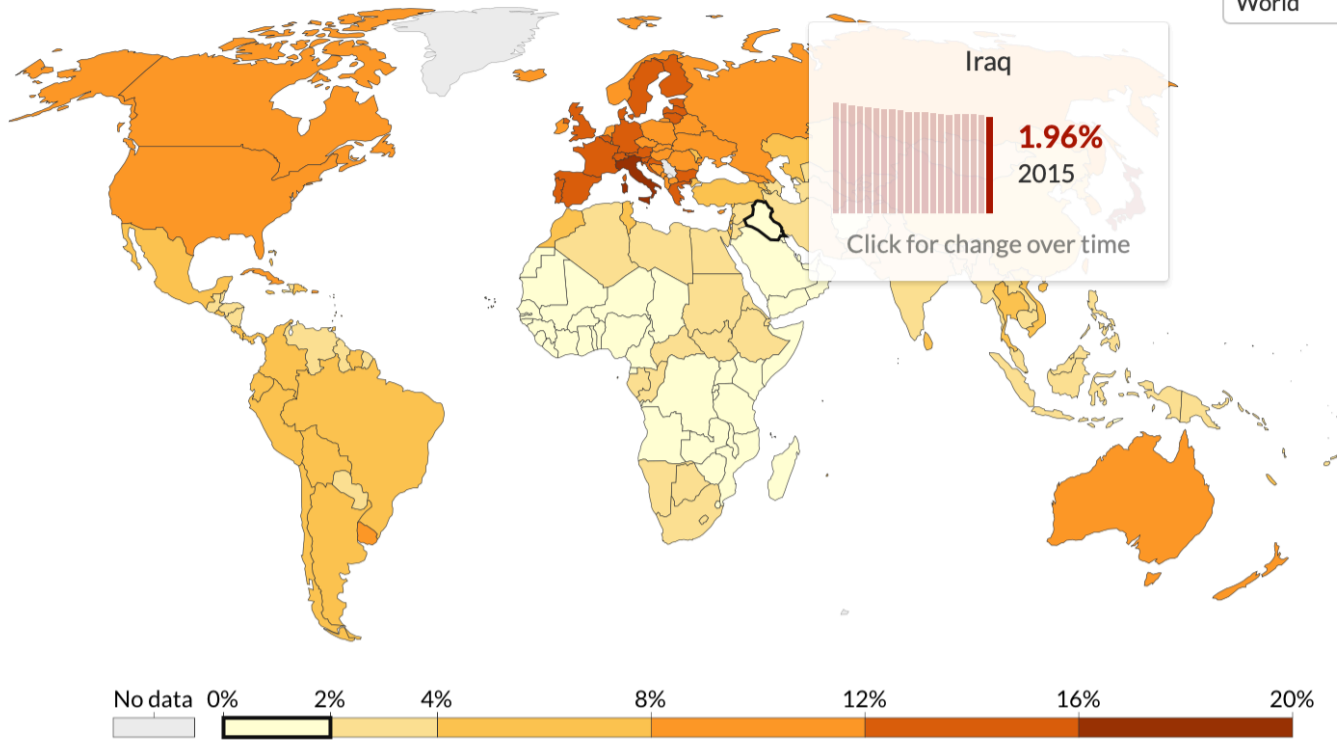 World
Iraq
1.96%
2015
Click for change over time
No data 0% 2% 4% 8% 12% 16% 20%